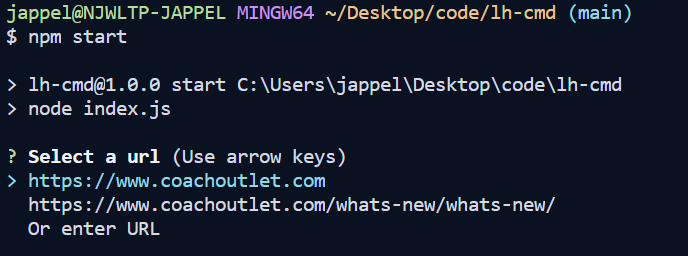 jappel@NJWLTP-JAPPEL MINGW64 ~/Desktop/code/lh-cmd (main)
$ npm start
> lh-cmd@1.0.0 start C:\Users\jappel\Desktop\code\lh-cmd
> node index.js
? Select a url (Use arrow keys)
> https://www.coachoutlet.com
https://www.coachoutlet.com/whats-new/whats-new/
Or enter URL